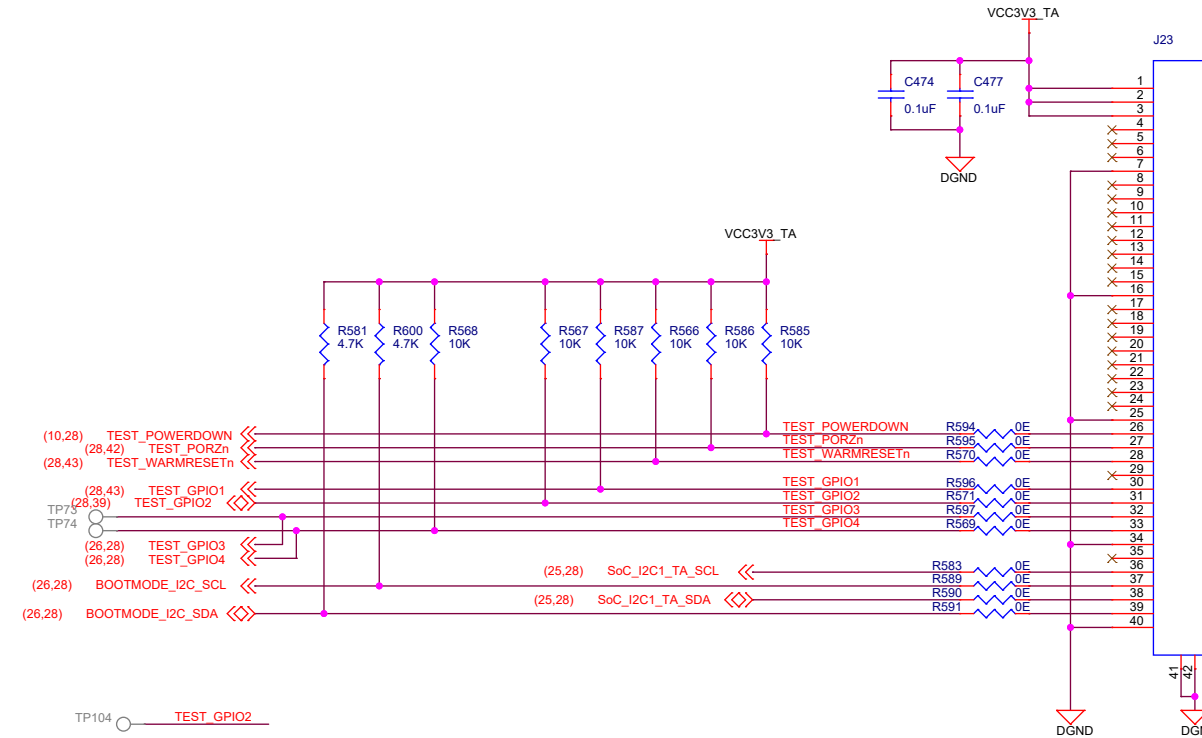 VCC3V3_TA
J23
C474
0.1uF
C477
0.1uF
DGND
1
2
3
4
5
6
7
8
9
10
11
12
13
14
15
16
17
18
19
20
21
22
23
24
25
26
27
28
29
30
31
32
33
34
35
36
37
38
39
40
41
42
VCC3V3_TA
R581
4.7K
R600
4.7K
R568
10K
R567
10K
R587
10K
R566
10K
R586
10K
R585
10K
(10,28) TEST_POWERDOWN
(28,42) TEST_PORZn
(28,43) TEST_WARMRESETn
(28,43) TEST_GPIO1
(28,39) TEST_GPIO2
TP73
TP74
(26,28) TEST_GPIO3
(26,28) TEST_GPIO4
(26,28) BOOTMODE_I2C_SCL
(26,28) BOOTMODE_I2C_SDA
TEST_POWERDOWN R594 0E
TEST_PORZn R595 0E
TEST_WARMRESETn R570 0E
TEST_GPIO1 R596 0E
TEST_GPIO2 R571 0E
TEST_GPIO3 R597 0E
TEST_GPIO4 R569 0E
(25,28) SoC_I2C1_TA_SCL R583 0E
R589 0E
(25,28) SoC_I2C1_TA_SDA R590 0E
R591 0E
TP104 TEST_GPIO2
DGND